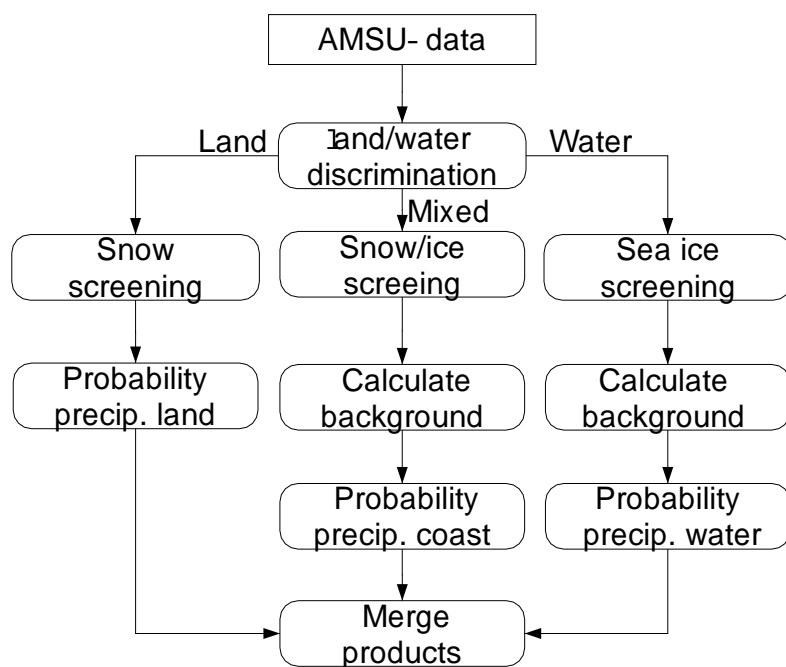 AMSU- data
Land
land/water
discrimination
Water
Mixed
Snow
screening
Snow/ice
screeing
Sea ice
screening
Probability
precip. land
Calculate
background
Calculate
background
Probability
precip. coast
Probability
precip. water
Merge
products